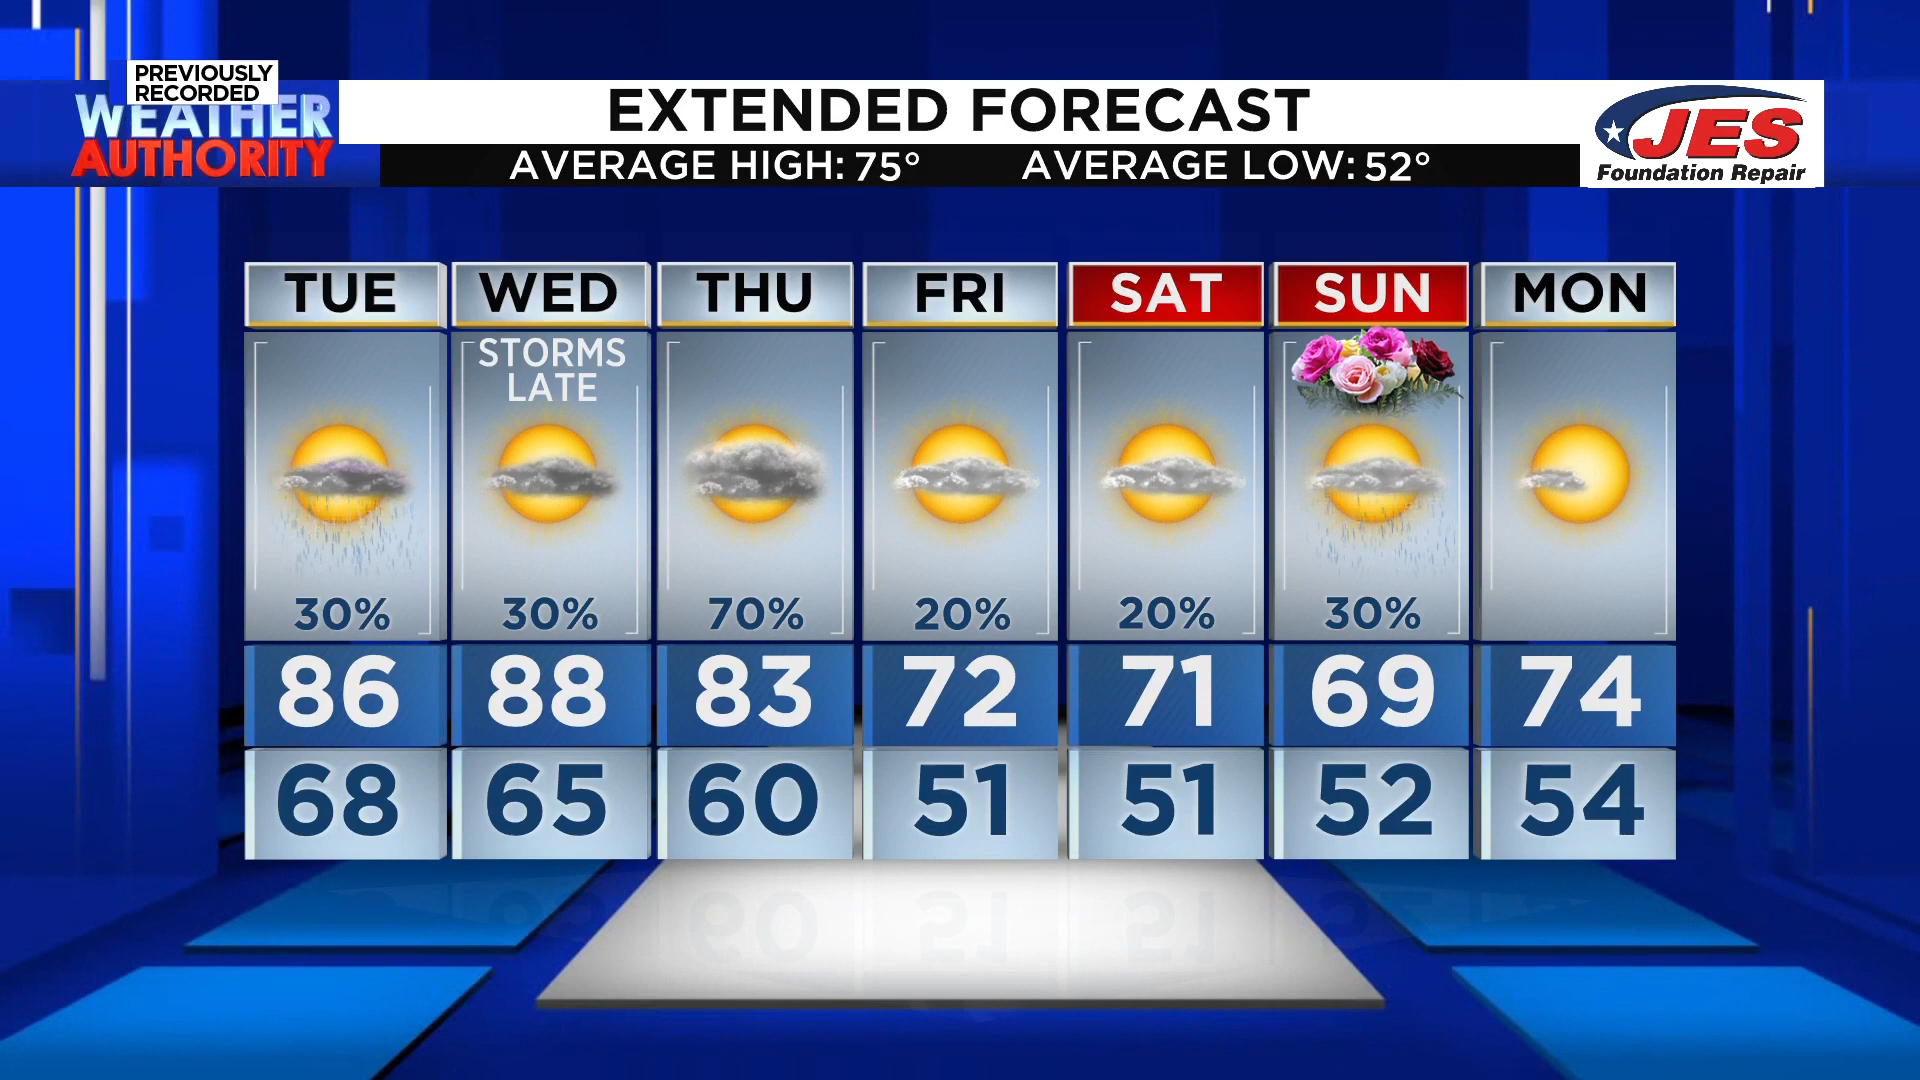 PREVIOUSLY
RECORDED
WEATHER
AUTHORITY
EXTENDED FORECAST
AVERAGE HIGH: 75° AVERAGE LOW: 52°
JES
Foundation Repair
TUE WED THU FRI SAT SUN MON
STORMS
LATE
30% 30% 70% 20% 20% 30%
86 88 83 72 71 69 74
68 65 60 51 51 52 54